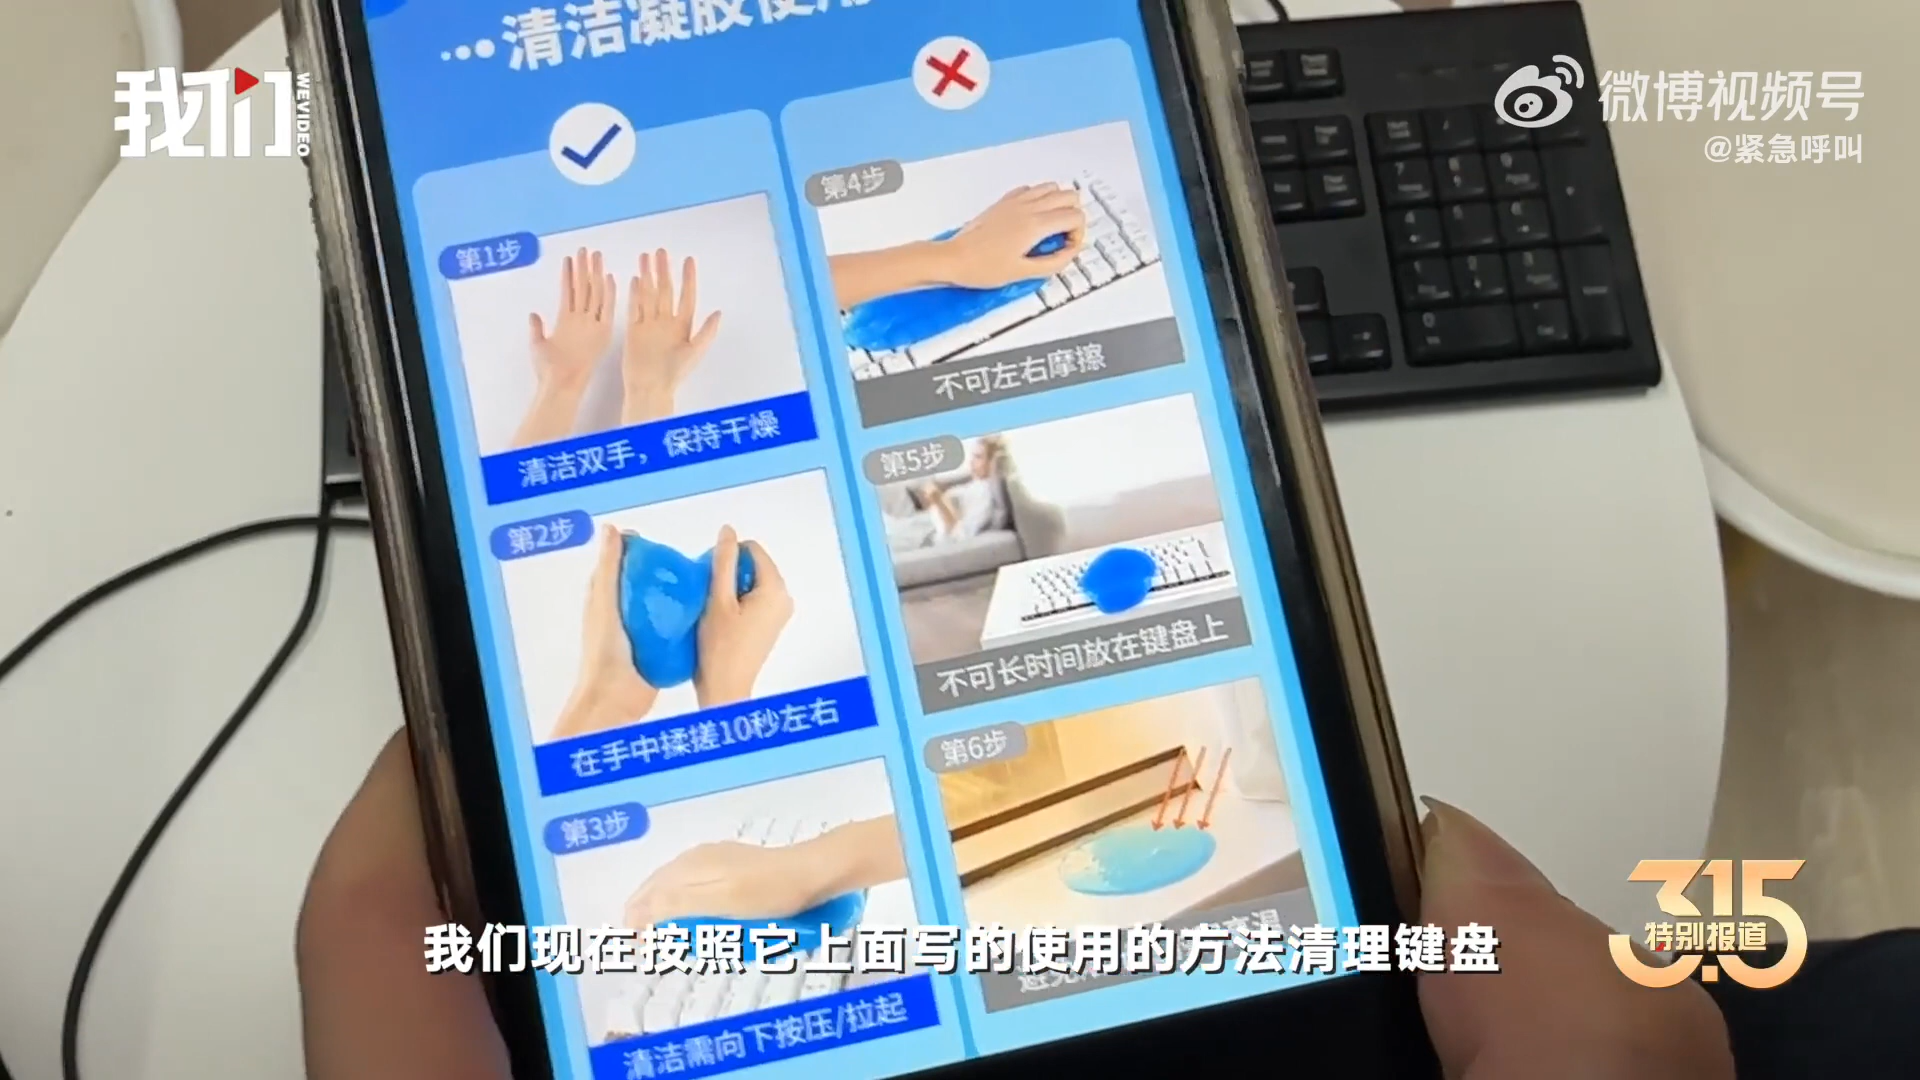 我们
WEVIDEO
微博视频号
@紧急呼叫
…清洁凝胶使用
第1步
清洁双手，保持干燥
第2步
在手中揉搓10秒左右
第3步
清洁需向下按压/拉起
第4步
不可左右摩擦
第5步
不可长时间放在键盘上
第6步
我们现在按照它上面写的使用的方法清理键盘
3.15
特别报道